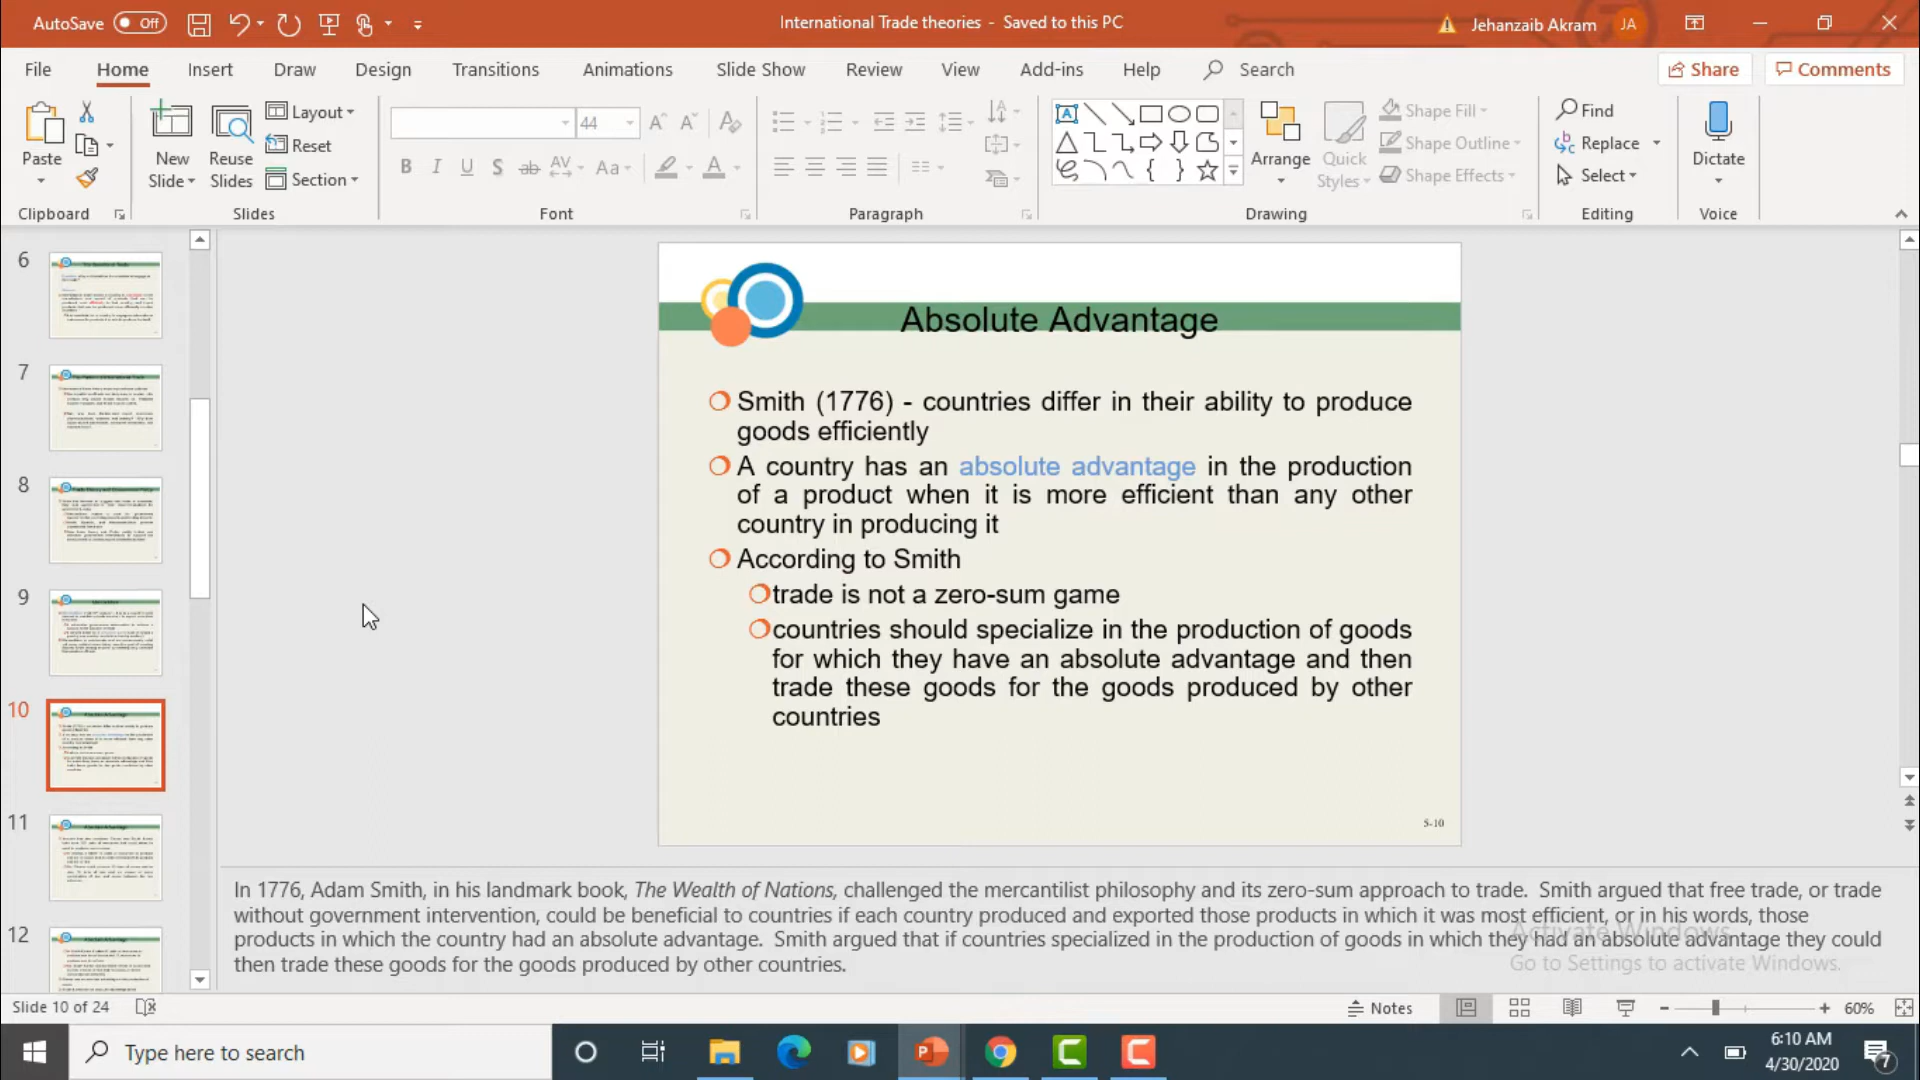 AutoSave Off
International Trade theories - Saved to this PC
Jehanzaib Akram JA
File Home Insert Draw Design Transitions Animations Slide Show Review View Add-ins Help Search
Share Comments
Paste
New Slide
Reuse Slides
Layout
Reset
Section
44
Arrange
Quick Styles
Shape Fill
Shape Outline
Shape Effects
Find
Replace
Select
Dictate
Clipboard Slides Font Paragraph Drawing Editing Voice
6
7
8
9
10
11
12
Absolute Advantage
Smith (1776) - countries differ in their ability to produce
goods efficiently
A country has an absolute advantage in the production
of a product when it is more efficient than any other
country in producing it
According to Smith
trade is not a zero-sum game
countries should specialize in the production of goods
for which they have an absolute advantage and then
trade these goods for the goods produced by other
countries
5-10
In 1776, Adam Smith, in his landmark book, The Wealth of Nations, challenged the mercantilist philosophy and its zero-sum approach to trade. Smith argued that free trade, or trade
without government intervention, could be beneficial to countries if each country produced and exported those products in which it was most efficient, or in his words, those
products in which the country had an absolute advantage. Smith argued that if countries specialized in the production of goods in which they had an absolute advantage they could
then trade these goods for the goods produced by other countries.
Activate Windows
Go to Settings to activate Windows.
Slide 10 of 24
Notes
60%
Type here to search
6:10 AM
4/30/2020
7